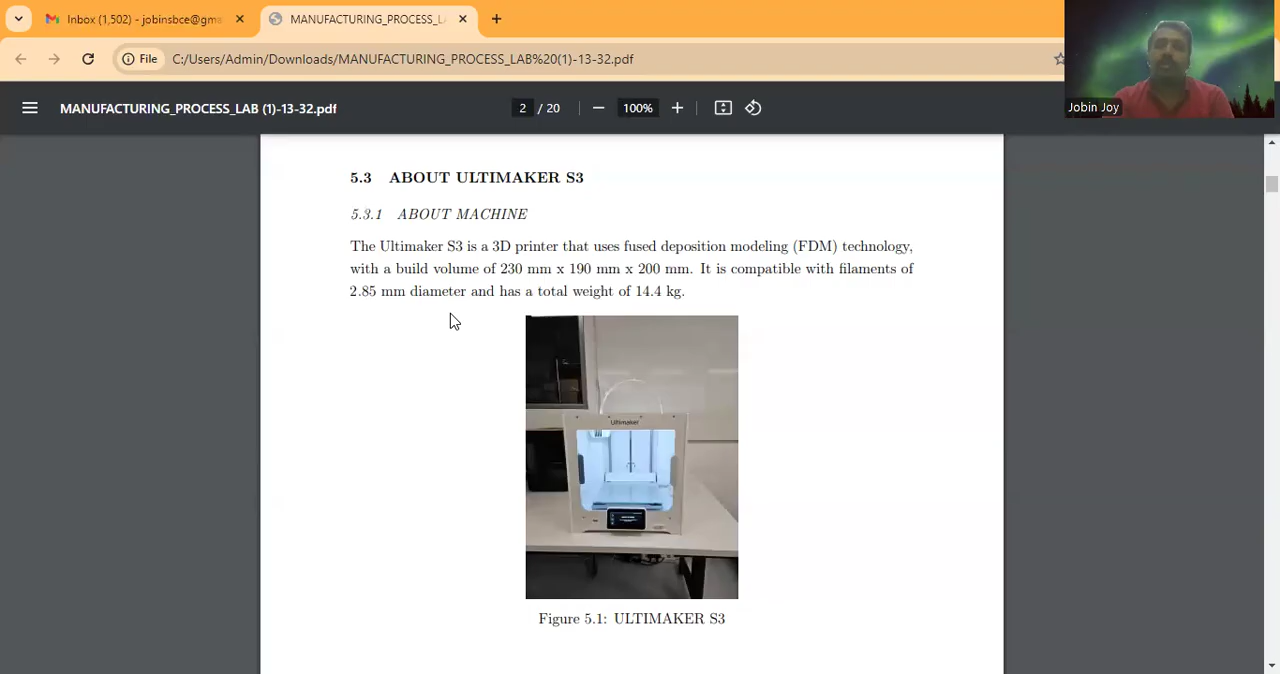 Inbox (1,502) - jobinsbce@gm
MANUFACTURING_PROCESS_L
File
C:/Users/Admin/Downloads/MANUFACTURING_PROCESS_LAB%20(1)-13-32.pdf
MANUFACTURING_PROCESS_LAB (1)-13-32.pdf
2 / 20
100%
Jobin Joy
5.3 ABOUT ULTIMAKER S3
5.3.1 ABOUT MACHINE
The Ultimaker S3 is a 3D printer that uses fused deposition modeling (FDM) technology,
with a build volume of 230 mm x 190 mm x 200 mm. It is compatible with filaments of
2.85 mm diameter and has a total weight of 14.4 kg.
Ultimaker
Figure 5.1: ULTIMAKER S3